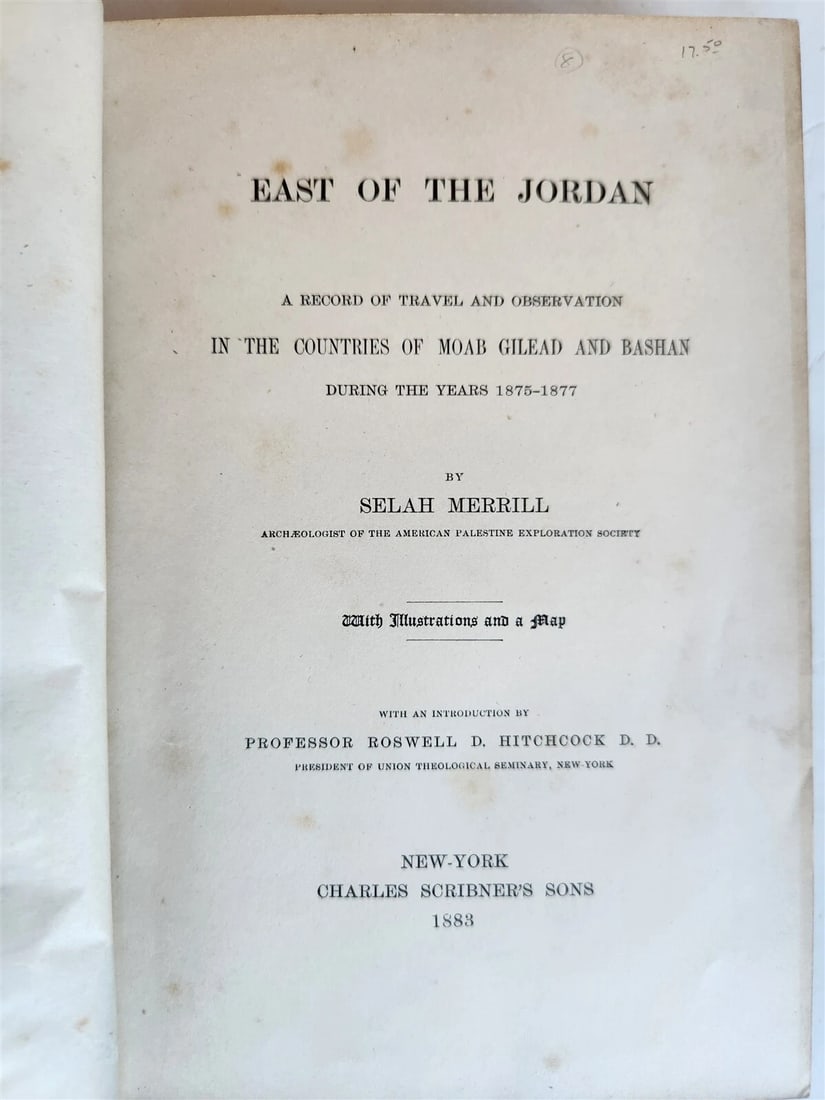 8 17.50
EAST OF THE JORDAN
A RECORD OF TRAVEL AND OBSERVATION
IN THE COUNTRIES OF MOAB GILEAD AND BASHAN
DURING THE YEARS 1875–1877
BY
SELAH MERRILL
ARCHÆOLOGIST OF THE AMERICAN PALESTINE EXPLORATION SOCIETY
With Illustrations and a Map
WITH AN INTRODUCTION BY
PROFESSOR ROSWELL D. HITCHCOCK D. D.
PRESIDENT OF UNION THEOLOGICAL SEMINARY, NEW-YORK
NEW-YORK
CHARLES SCRIBNER'S SONS
1883